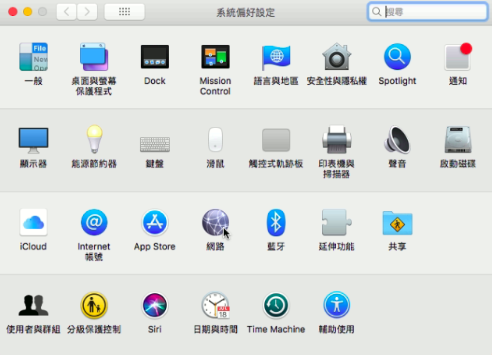 系統偏好設定
搜尋
File
New
Ope
一般
桌面與螢幕
保護程式
Dock
Mission
Control
語言與地區
安全性與隱私權
Spotlight
通知
顯示器
能源節約器
鍵盤
滑鼠
觸控式軌跡板
印表機與
掃描器
聲音
啟動磁碟
iCloud
Internet
帳號
App Store
網路
藍牙
延伸功能
共享
使用者與群組
分級保護控制
Siri
18
日期與時間
Time Machine
輔助使用